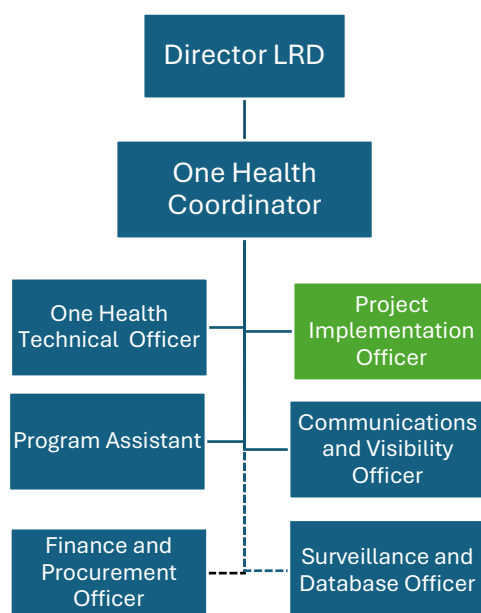 Director LRD
One Health
Coordinator
One Health
Technical Officer
Project
Implementation
Officer
Program Assistant
Communications
and Visibility
Officer
Finance and
Procurement
Officer
Surveillance and
Database Officer